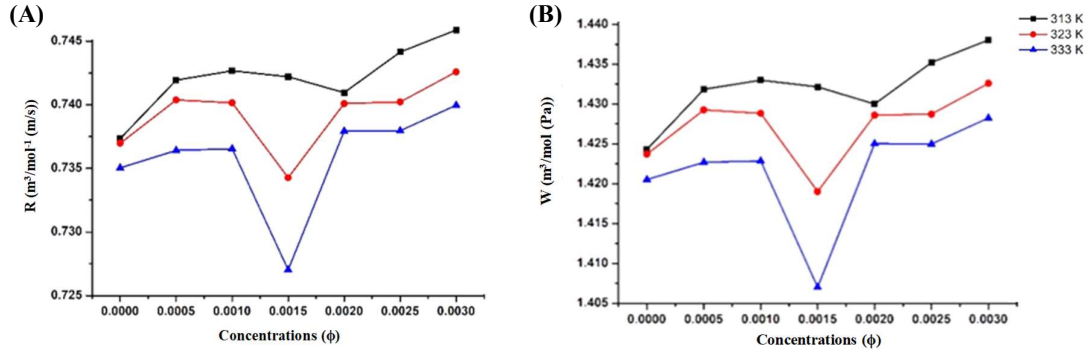 (A)
0.745
0.740
0.735
0.730
0.725
R (m³/mol⁻¹ (m/s))
0.0000 0.0005 0.0010 0.0015 0.0020 0.0025 0.0030
Concentrations (ϕ)
(B)
1.440
1.435
1.430
1.425
1.420
1.415
1.410
1.405
W (m³/mol (Pa))
0.0000 0.0005 0.0010 0.0015 0.0020 0.0025 0.0030
Concentrations (ϕ)
313 K
323 K
333 K